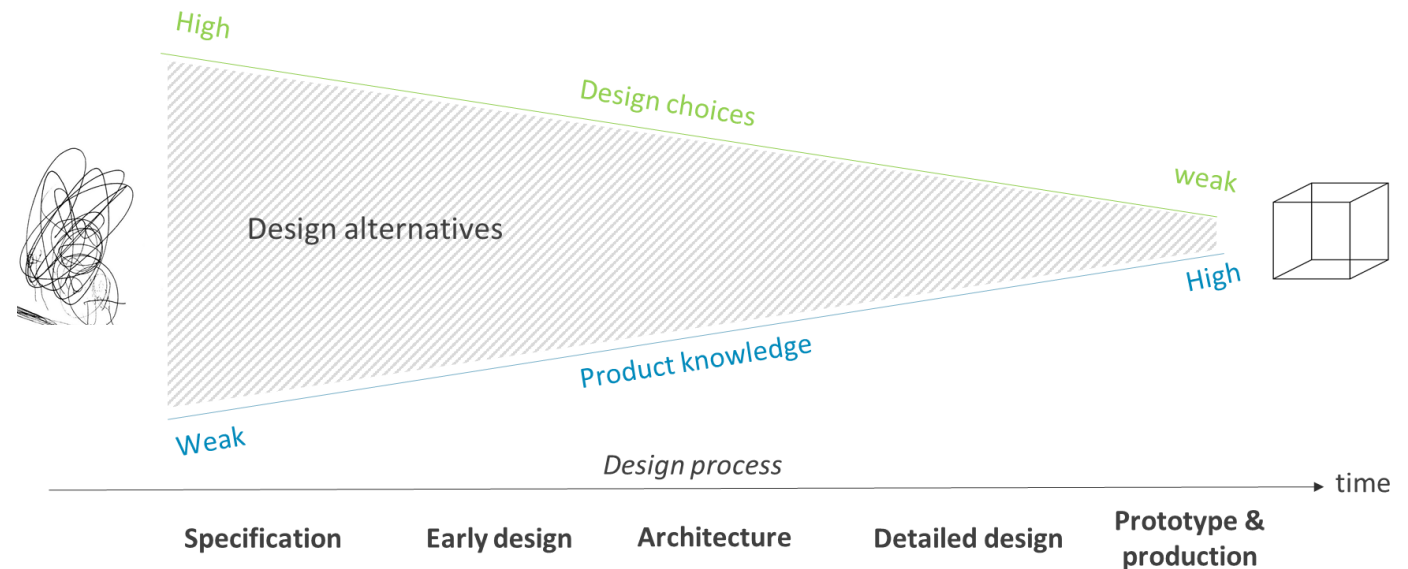 High
Design choices
weak
Design alternatives
High
Product knowledge
Weak
Design process
time
Specification
Early design
Architecture
Detailed design
Prototype &
production